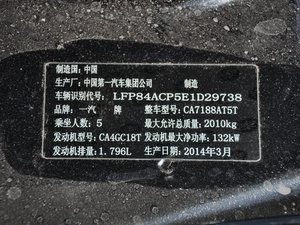 制造国：中国
生产厂：中国第一汽车集团公司 制造
车辆识别代号：LFP84ACP5E1D29738
品牌：一汽 牌 整车型号：CA7188AT5T
乘坐人数：5 最大允许总质量：2010kg
发动机型号：CA4GC18T 发动机最大净功率：132kW
发动机排量：1.796L 生产日期：2014年3月